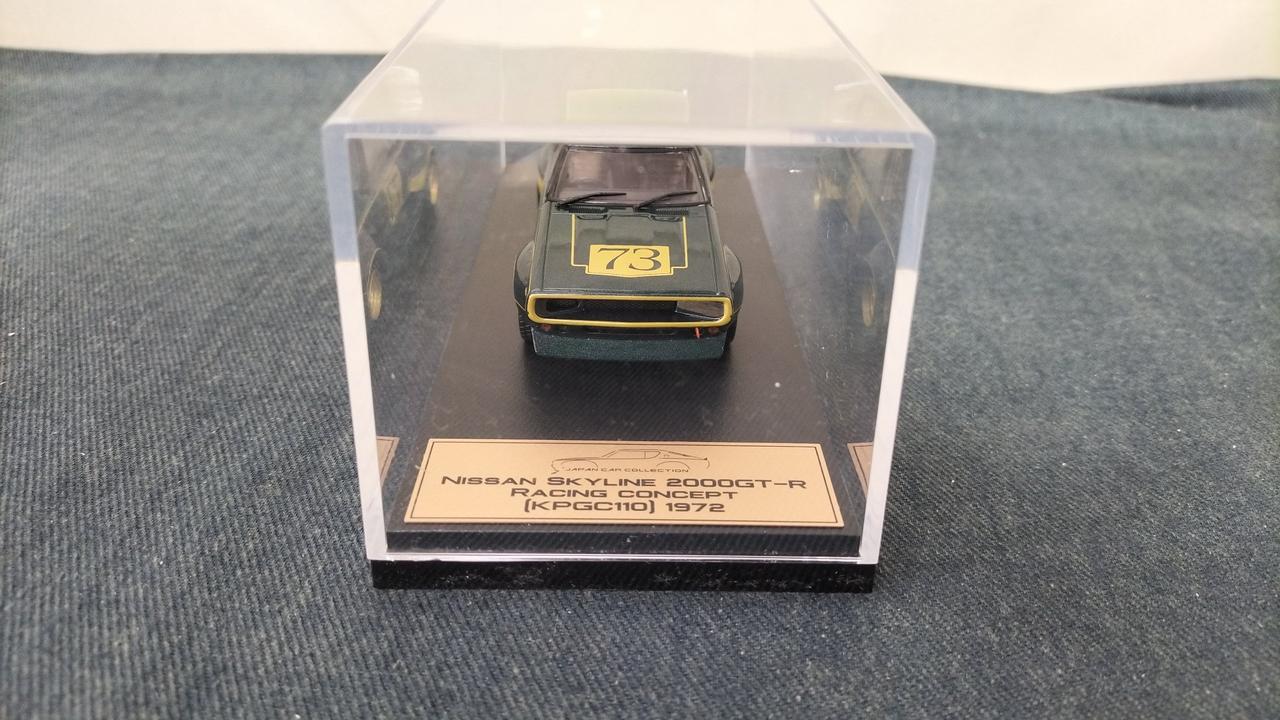 73
JAPAN CAR COLLECTION
NISSAN SKYLINE 2000GT-R
RACING CONCEPT
(KPGC110) 1972